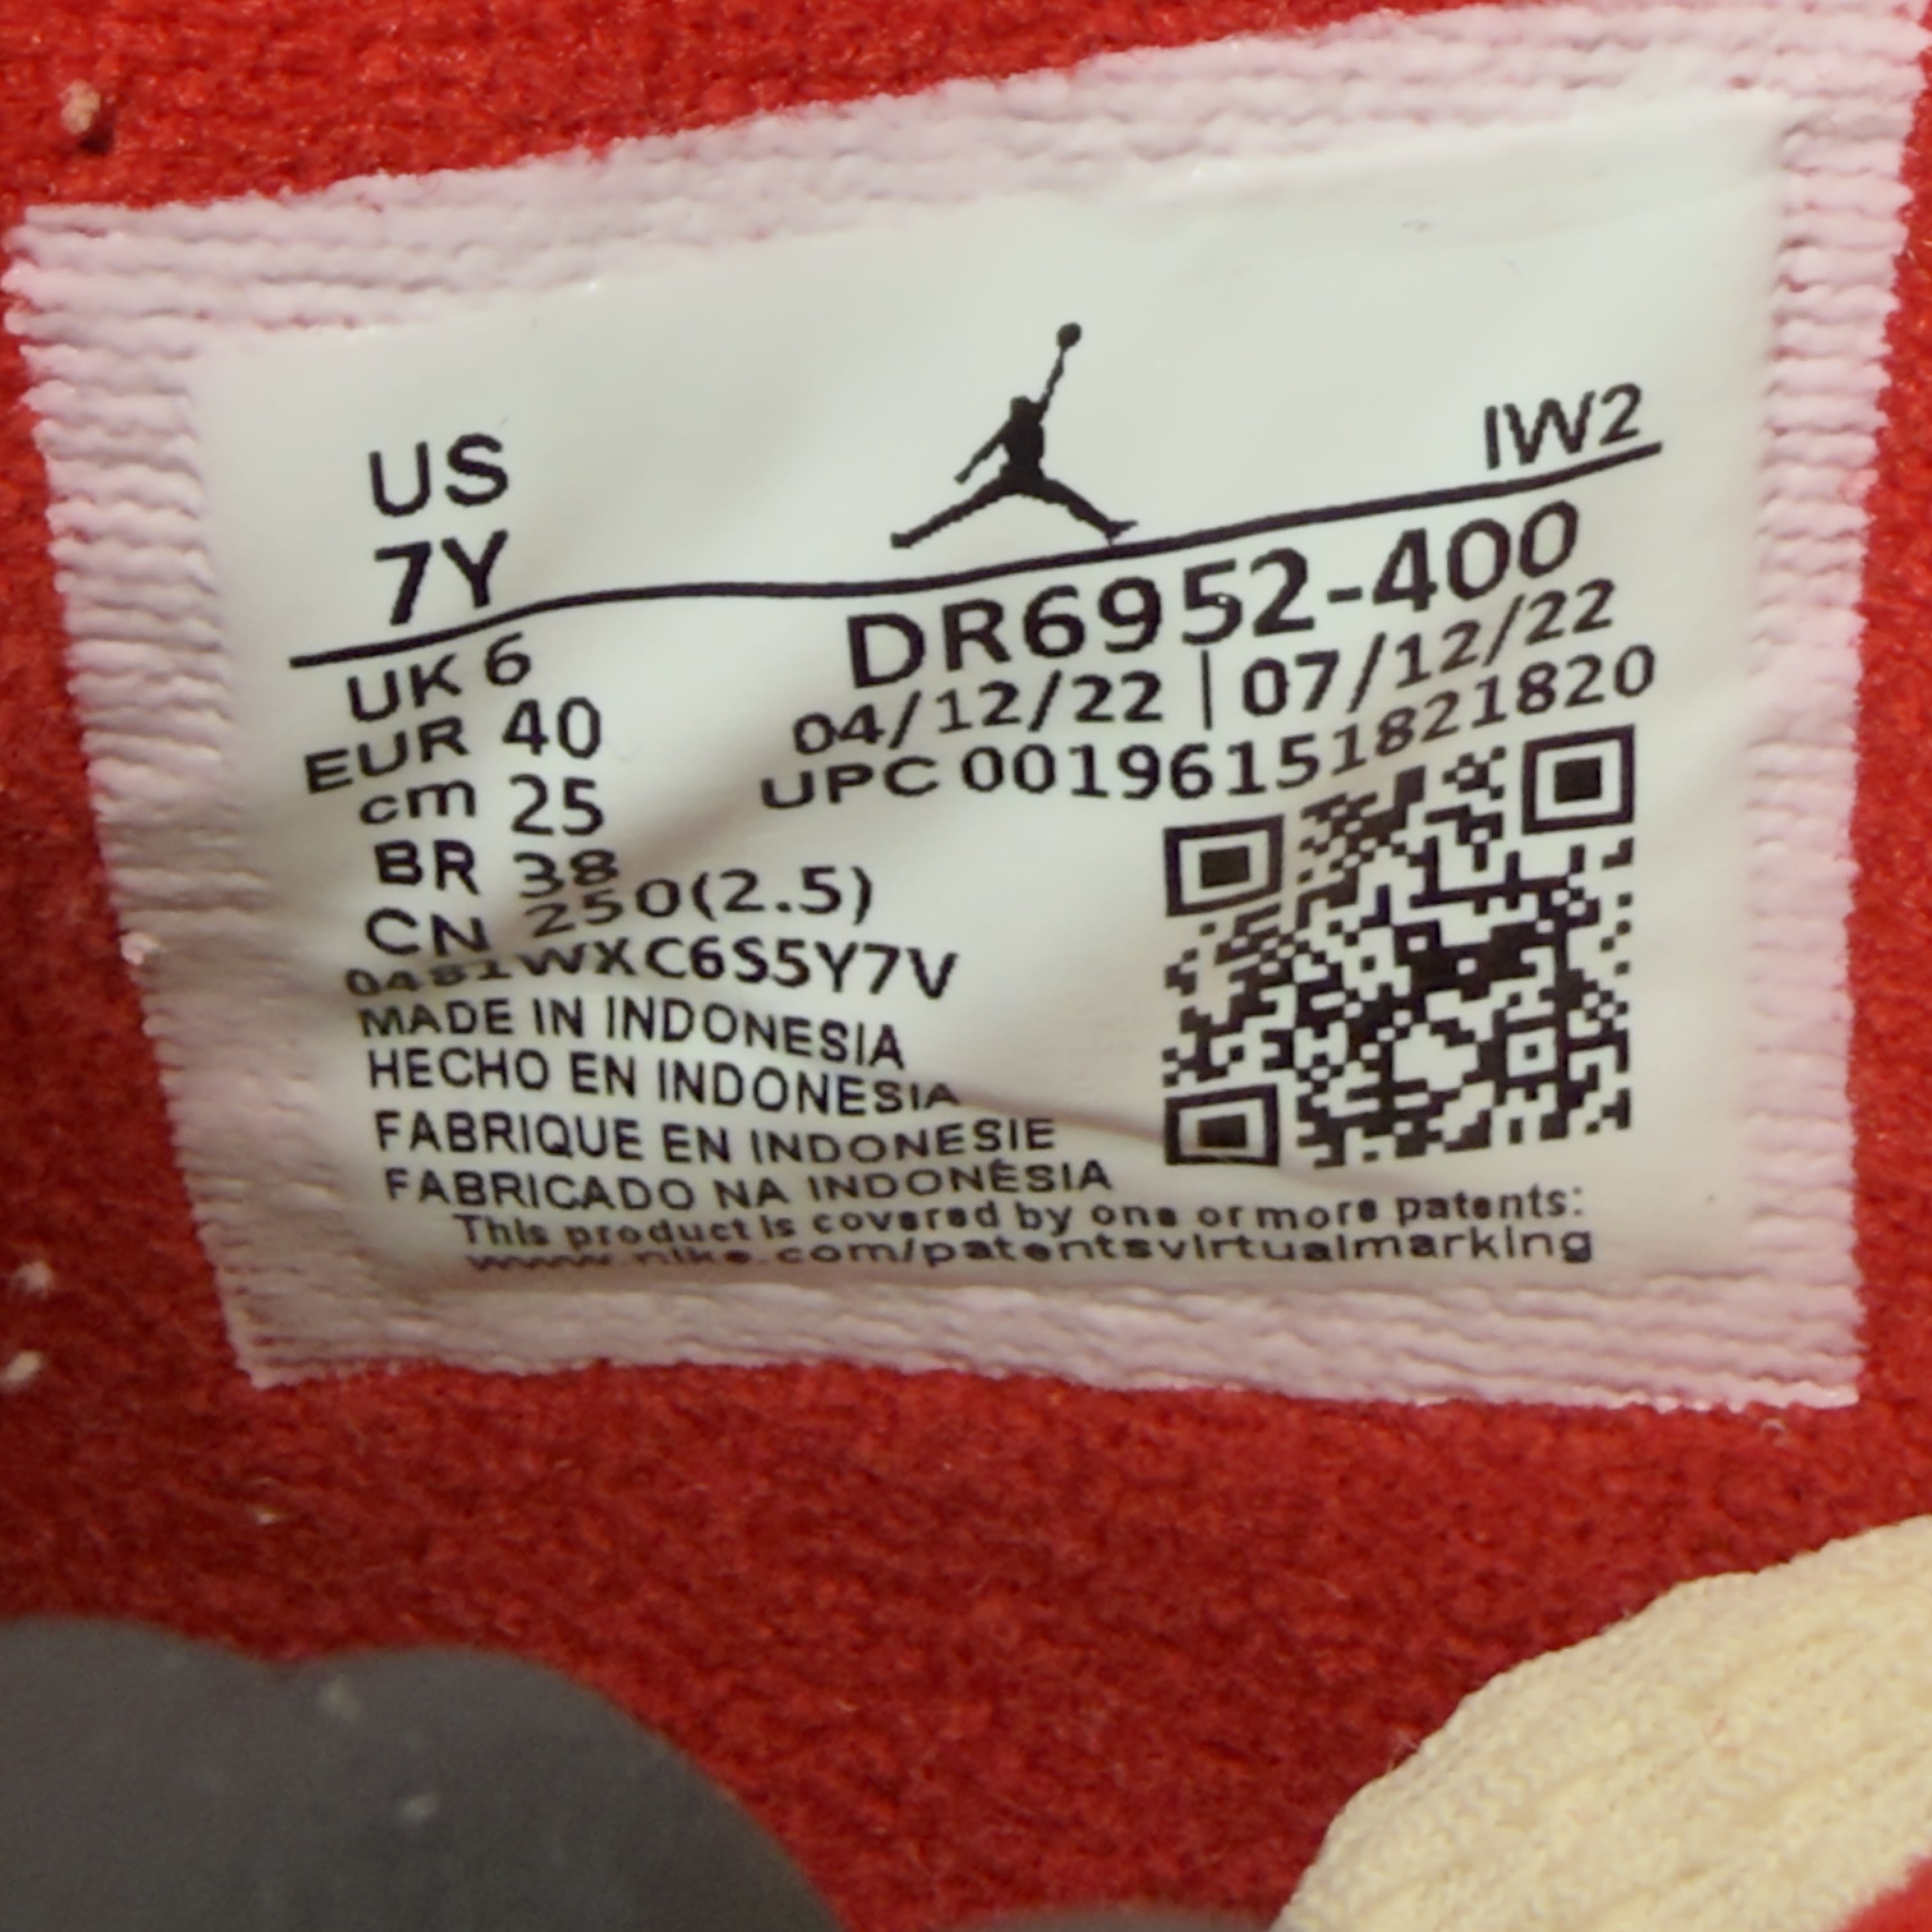 US
7Y
IW2
UK 6
EUR 40
cm 25
BR 38
CN 250(2.5)
0481WXC6S5Y7V
DR6952-400
04/12/22 | 07/12/22
UPC 00196151821820
MADE IN INDONESIA
HECHO EN INDONESIA
FABRIQUE EN INDONESIE
FABRICADO NA INDONÉSIA
This product is covered by one or more patents:
www.nike.com/patentsvirtualmarking